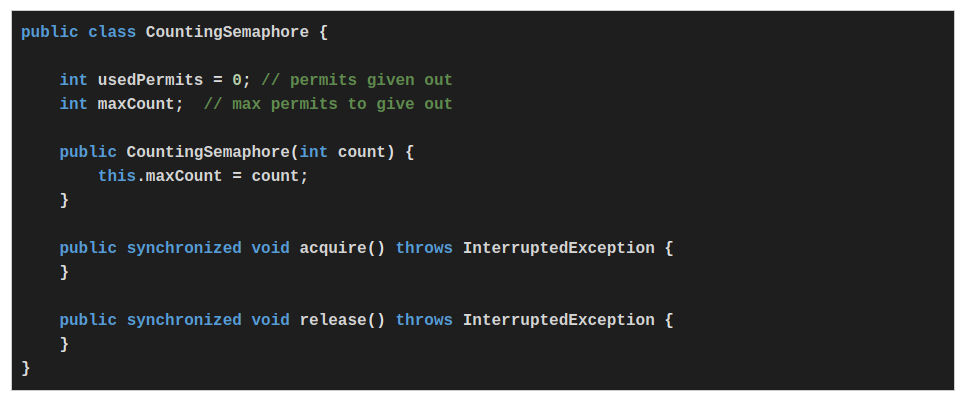 public class CountingSemaphore {
int usedPermits = 0; // permits given out
int maxCount;  // max permits to give out
public CountingSemaphore(int count) {
this.maxCount = count;
}
public synchronized void acquire() throws InterruptedException {
}
public synchronized void release() throws InterruptedException {
}
}